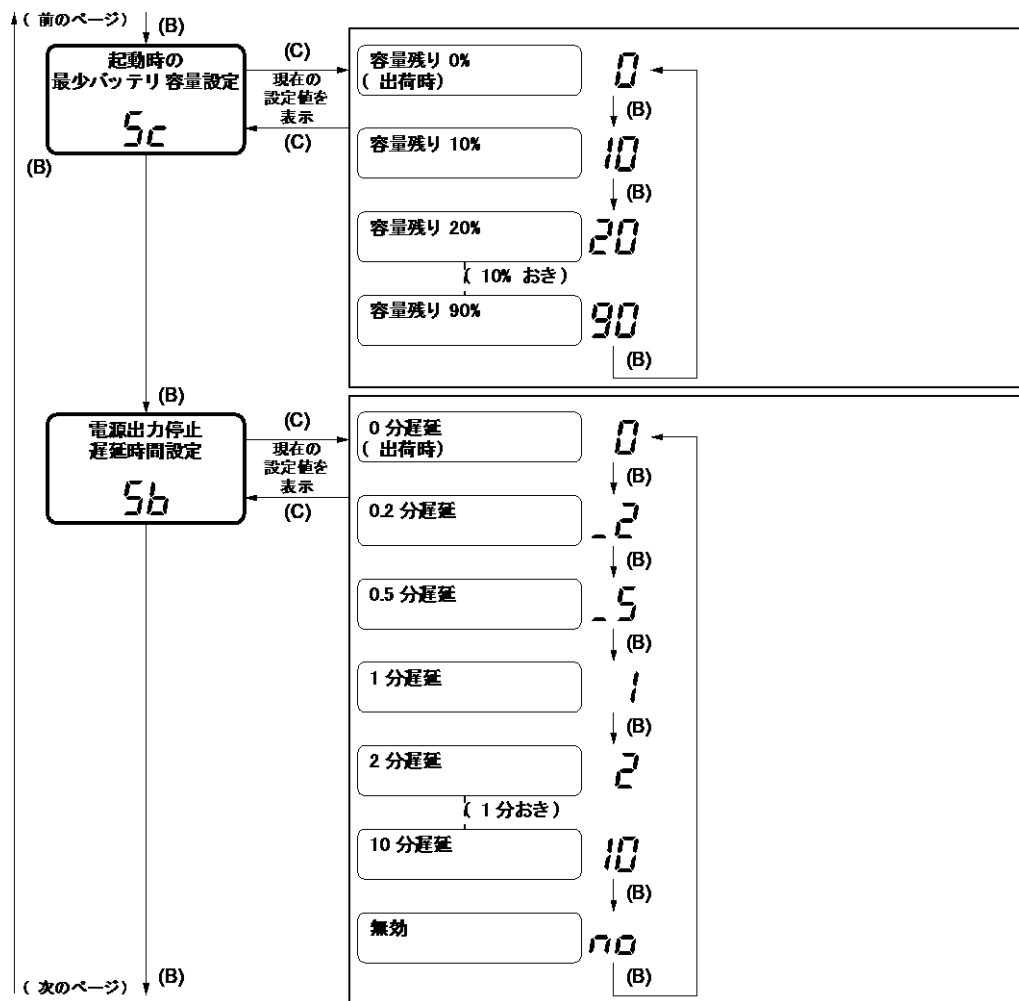 ( 前のページ)
(B)
起動時の
最少バッテリ 容量設定
5c
(B)
(C)
現在の
設定値を
表示
(C)
容量残り 0%
( 出荷時)
0
(B)
容量残り 10%
10
(B)
容量残り 20%
20
( 10% おき)
容量残り 90%
90
(B)
(B)
電源出力停止
遅延時間設定
5b
(C)
現在の
設定値を
表示
(C)
0 分遅延
( 出荷時)
0
(B)
0.2 分遅延
_2
(B)
0.5 分遅延
_5
(B)
1 分遅延
1
(B)
2 分遅延
2
( 1 分おき)
10 分遅延
10
(B)
無効
no
(B)
( 次のページ)
(B)